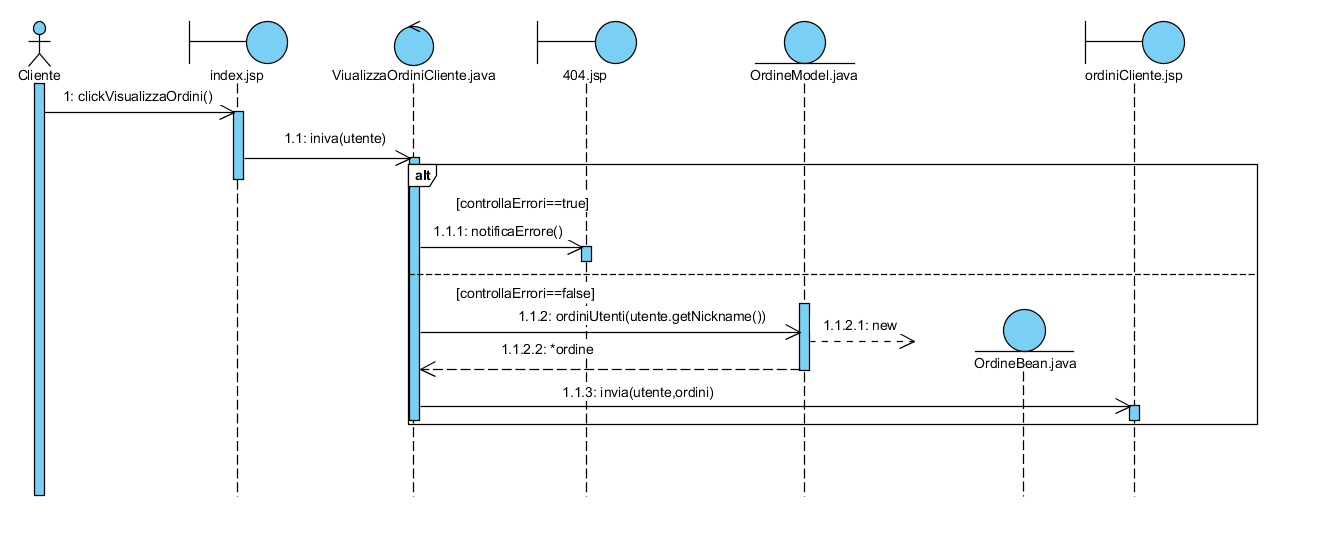 Cliente
index.jsp
ViualizzaOrdiniCliente.java
404.jsp
OrdineModel.java
ordiniCliente.jsp
1: clickVisualizzaOrdini()
1.1: iniva(utente)
alt
[controllaErrori==true]
1.1.1: notificaErrore()
[controllaErrori==false]
1.1.2: ordiniUtenti(utente.getNickname())
1.1.2.1: new
1.1.2.2: *ordine
OrdineBean.java
1.1.3: invia(utente,ordini)